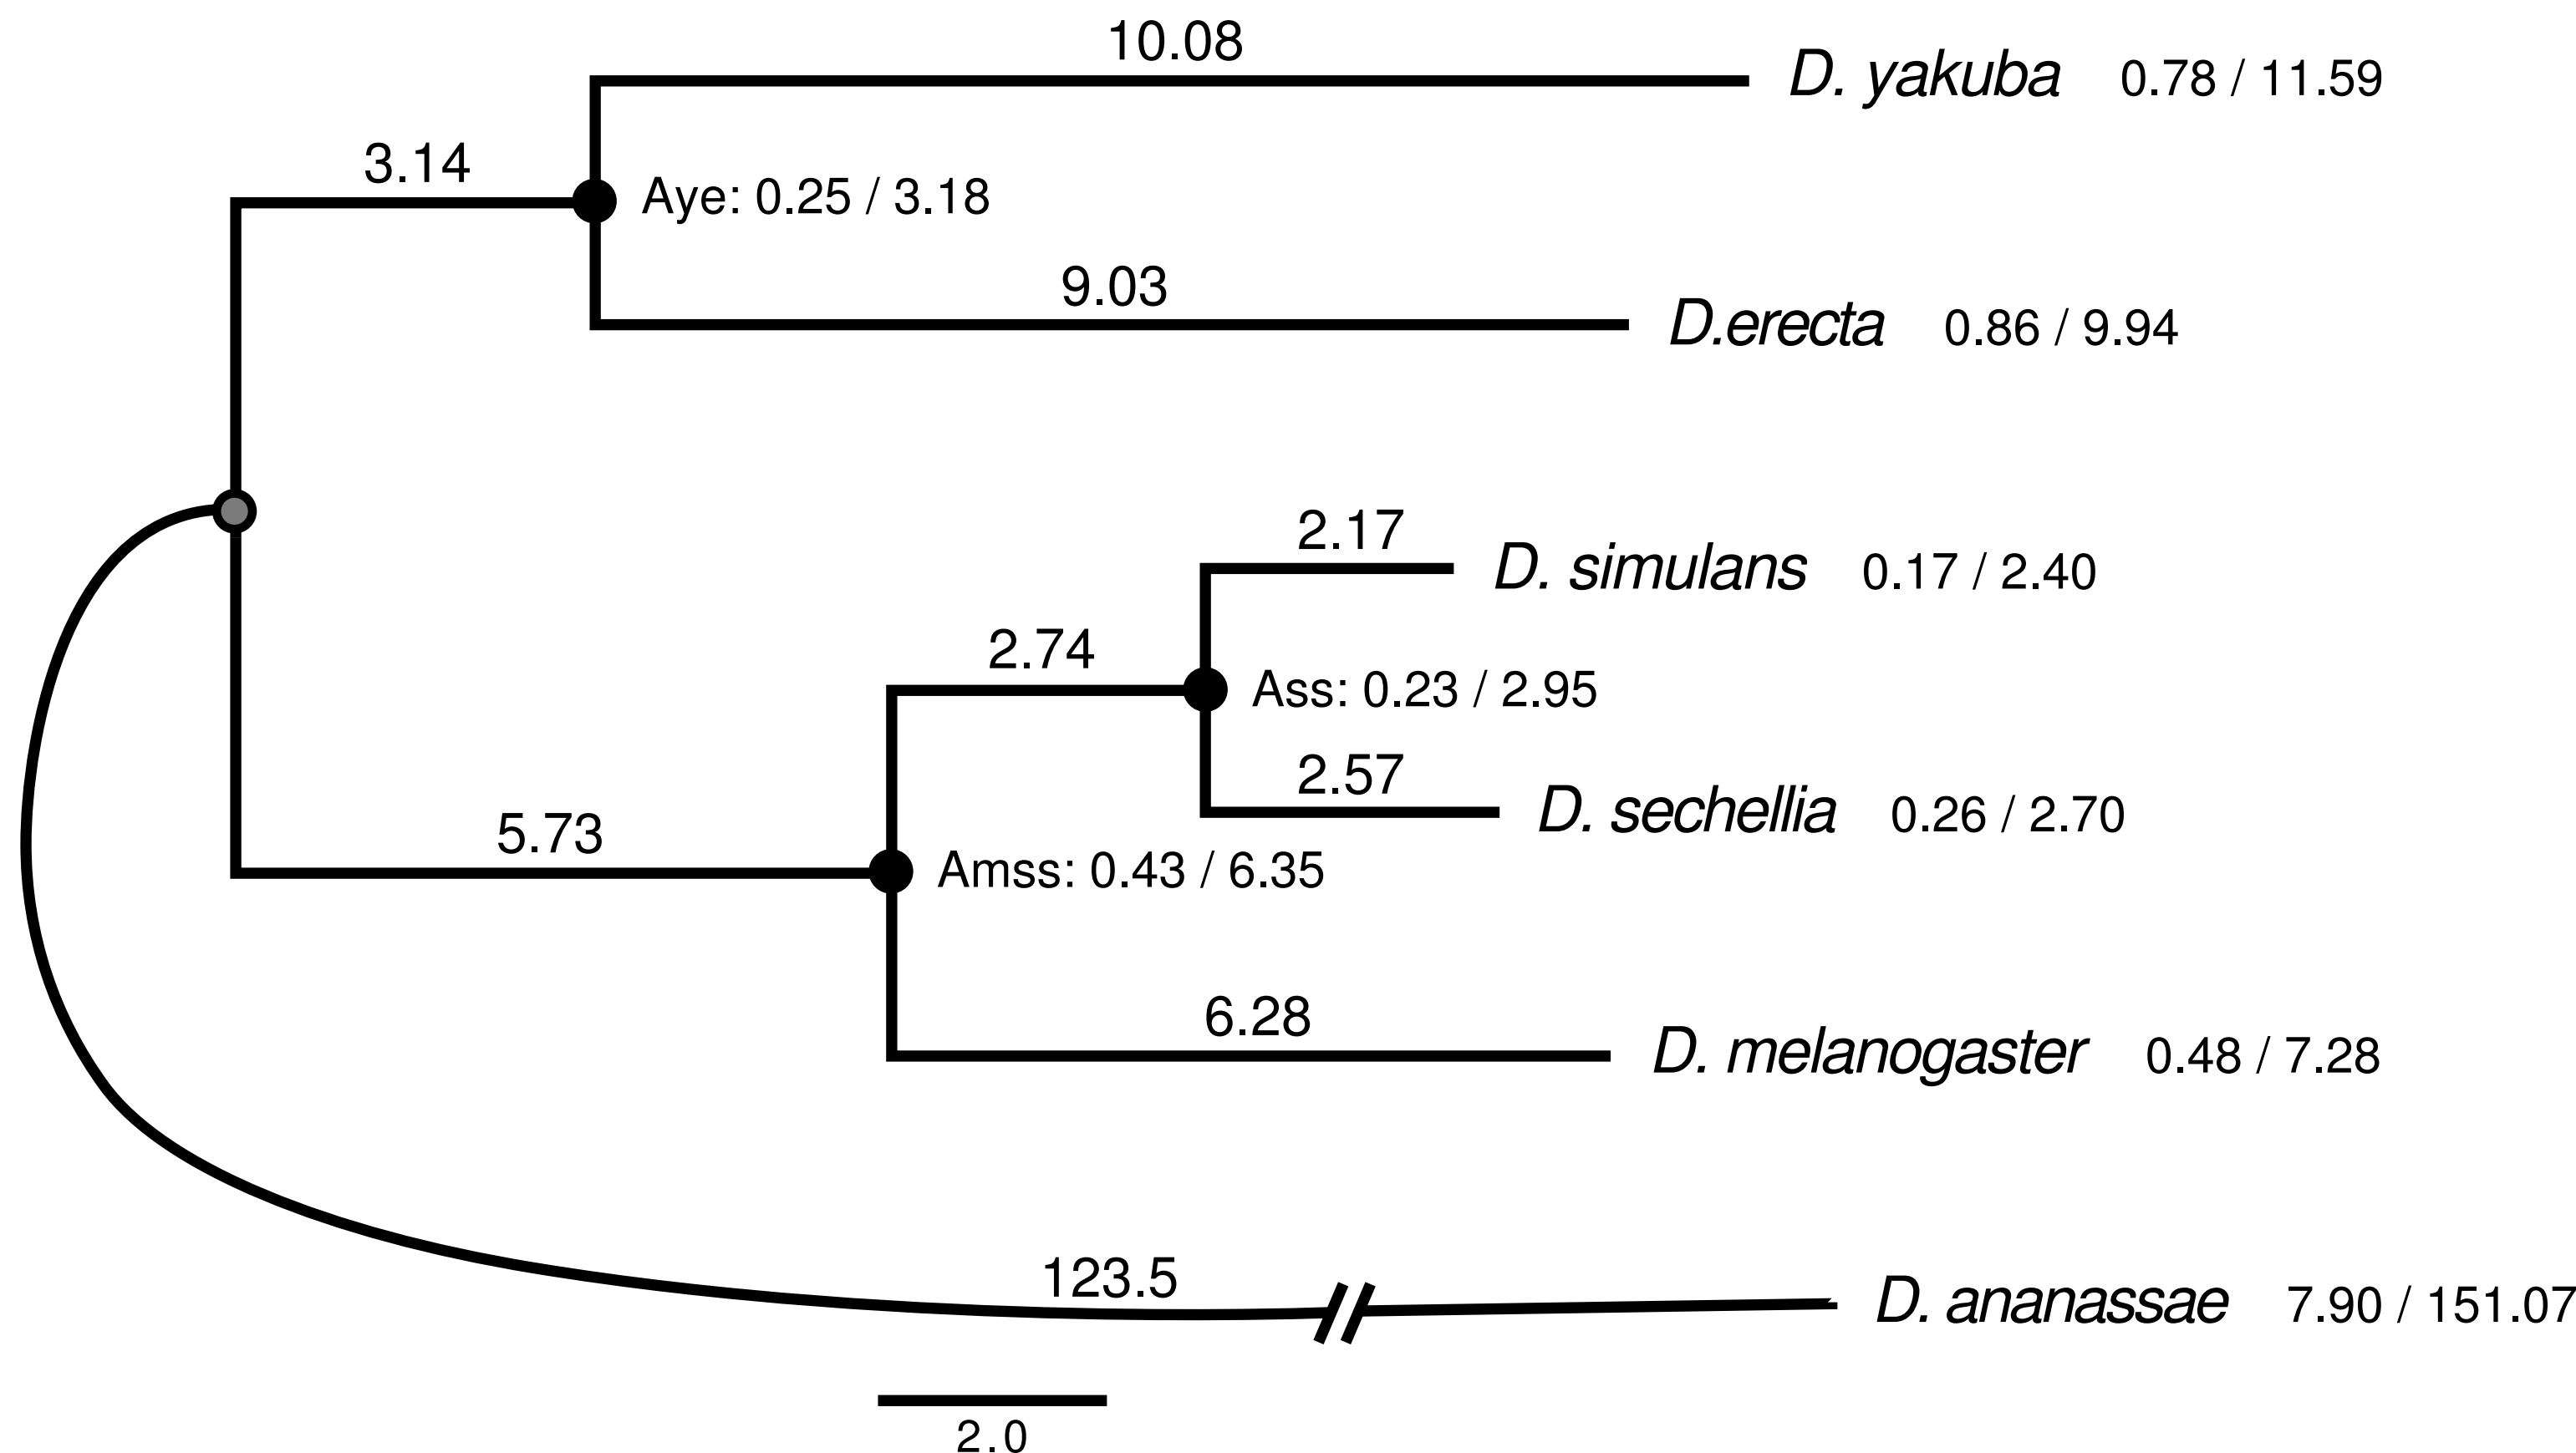 10.08
D. yakuba 0.78 / 11.59
3.14
Aye: 0.25 / 3.18
9.03
D.erecta 0.86 / 9.94
2.17
D. simulans 0.17 / 2.40
2.74
Ass: 0.23 / 2.95
2.57
D. sechellia 0.26 / 2.70
5.73
Amss: 0.43 / 6.35
6.28
D. melanogaster 0.48 / 7.28
123.5
D. ananassae 7.90 / 151.07
2.0